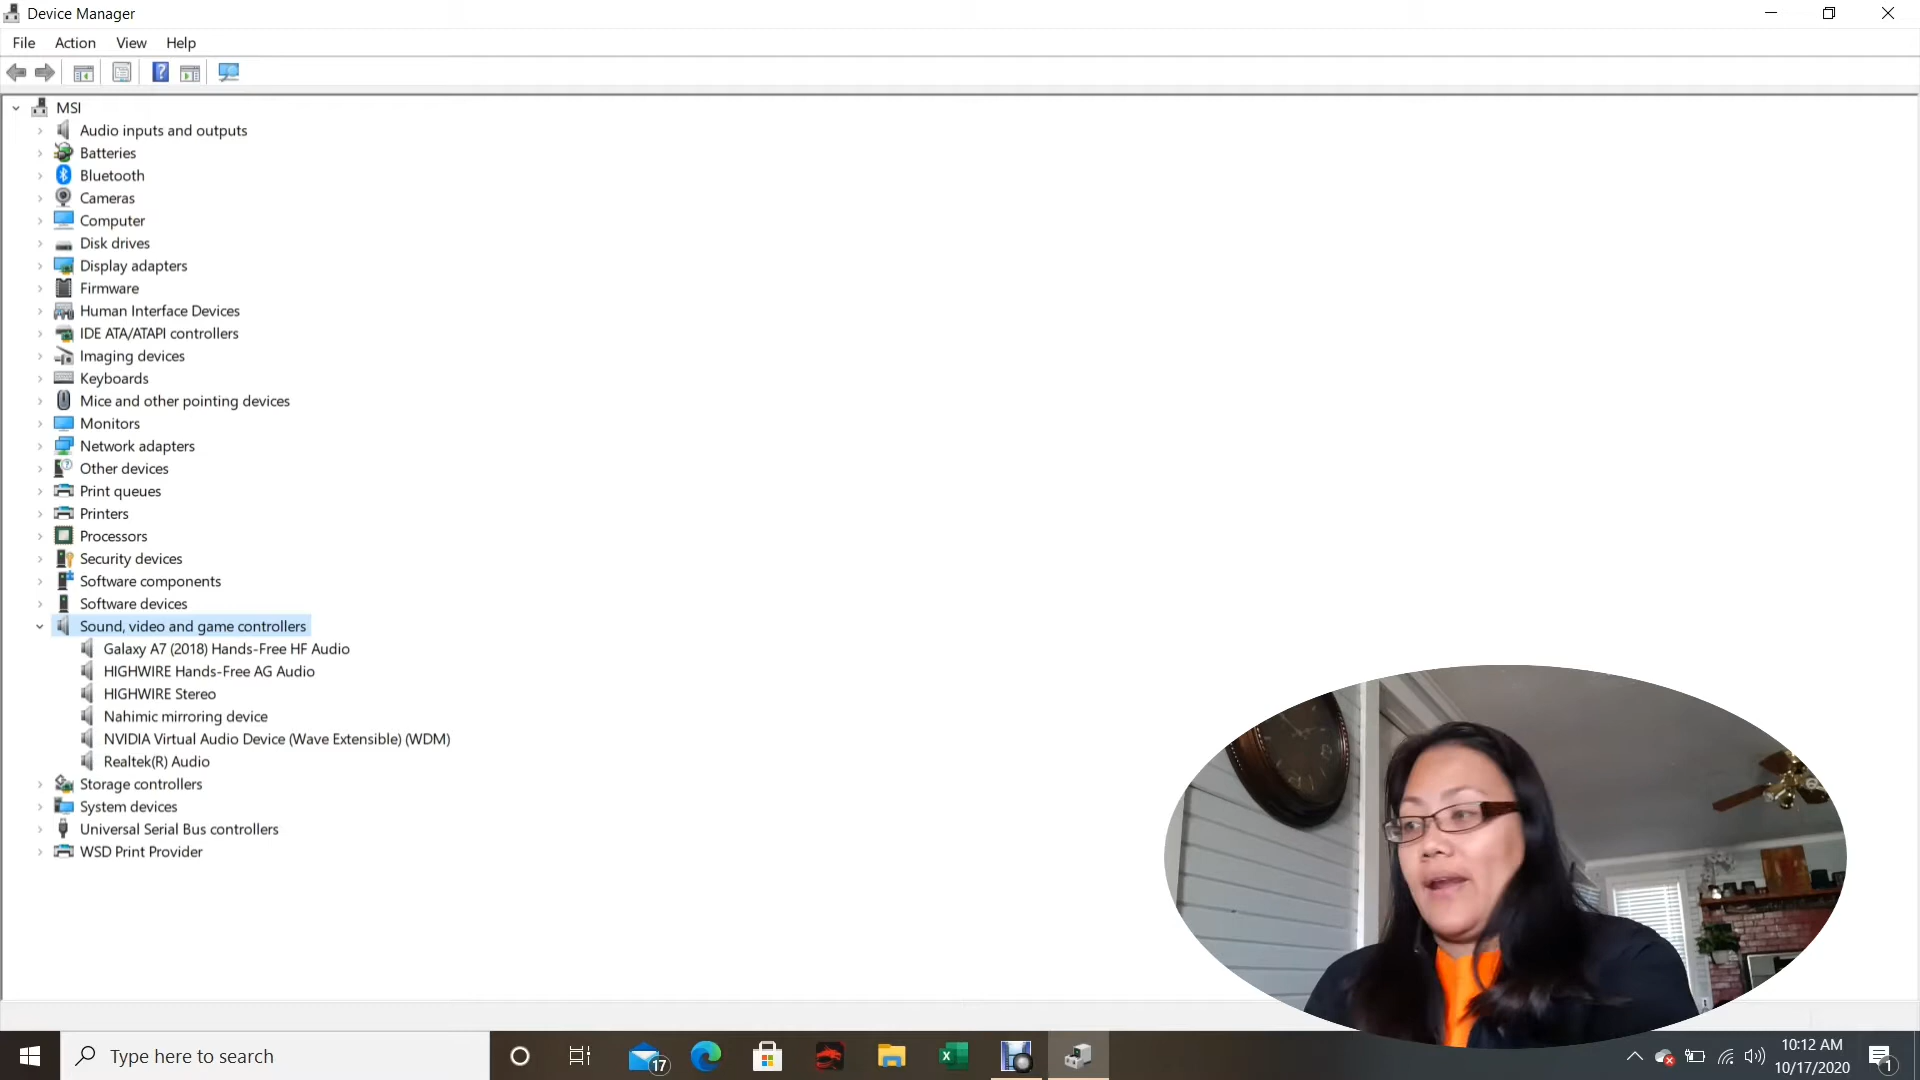 Device Manager
File Action View Help
MSI
Audio inputs and outputs
Batteries
Bluetooth
Cameras
Computer
Disk drives
Display adapters
Firmware
Human Interface Devices
IDE ATA/ATAPI controllers
Imaging devices
Keyboards
Mice and other pointing devices
Monitors
Network adapters
Other devices
Print queues
Printers
Processors
Security devices
Software components
Software devices
Sound, video and game controllers
Galaxy A7 (2018) Hands-Free HF Audio
HIGHWIRE Hands-Free AG Audio
HIGHWIRE Stereo
Nahimic mirroring device
NVIDIA Virtual Audio Device (Wave Extensible) (WDM)
Realtek(R) Audio
Storage controllers
System devices
Universal Serial Bus controllers
WSD Print Provider
Type here to search
17
10:12 AM
10/17/2020
1